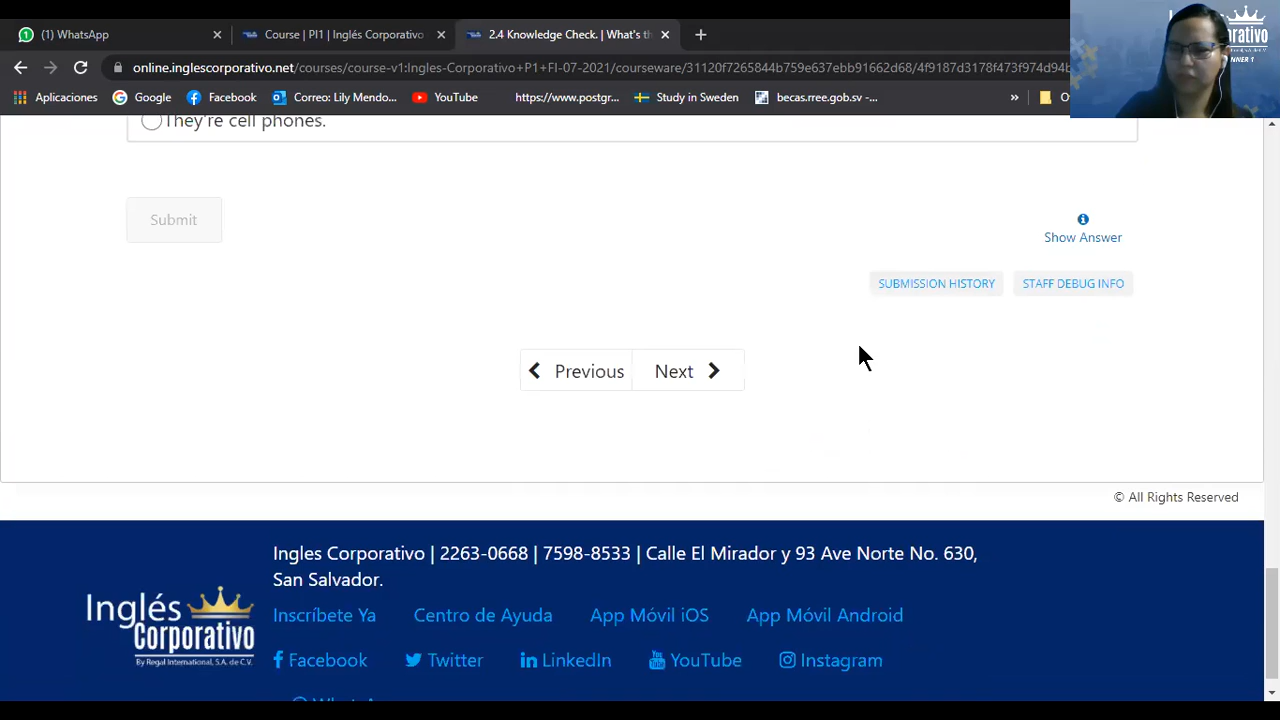 (1) WhatsApp
Course | PI1 | Inglés Corporativo
2.4 Knowledge Check. | What's th
online.inglescorporativo.net/courses/course-v1:Ingles-Corporativo+P1+PI-07-2021/courseware/31120f7265844b759e637ebb91662d68/4f9187d3178f473f974d94b
Aplicaciones
Google
Facebook
Correo: Lily Mendo...
YouTube
https://www.postgr...
Study in Sweden
becas.rree.gob.sv -...
»
They're cell phones.
Submit
Show Answer
SUBMISSION HISTORY
STAFF DEBUG INFO
Previous
Next
© All Rights Reserved
Ingles Corporativo | 2263-0668 | 7598-8533 | Calle El Mirador y 93 Ave Norte No. 630,
San Salvador.
Inglés
Corporativo
By Regal International, S.A. de C.V.
Inscríbete Ya
Centro de Ayuda
App Móvil iOS
App Móvil Android
Facebook
Twitter
LinkedIn
YouTube
Instagram